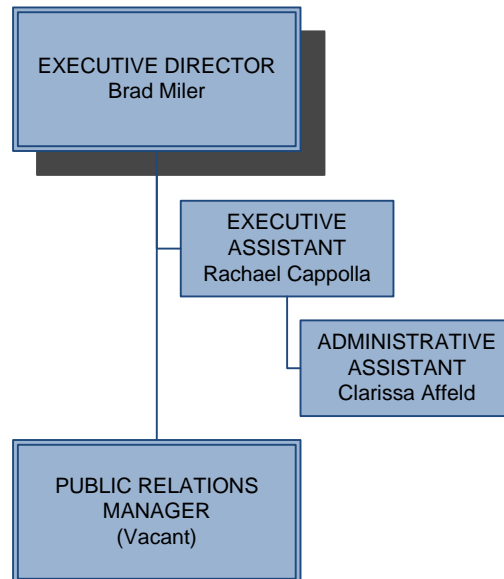 EXECUTIVE DIRECTOR
Brad Miler
EXECUTIVE
ASSISTANT
Rachael Cappolla
ADMINISTRATIVE
ASSISTANT
Clarissa Affeld
PUBLIC RELATIONS
MANAGER
(Vacant)